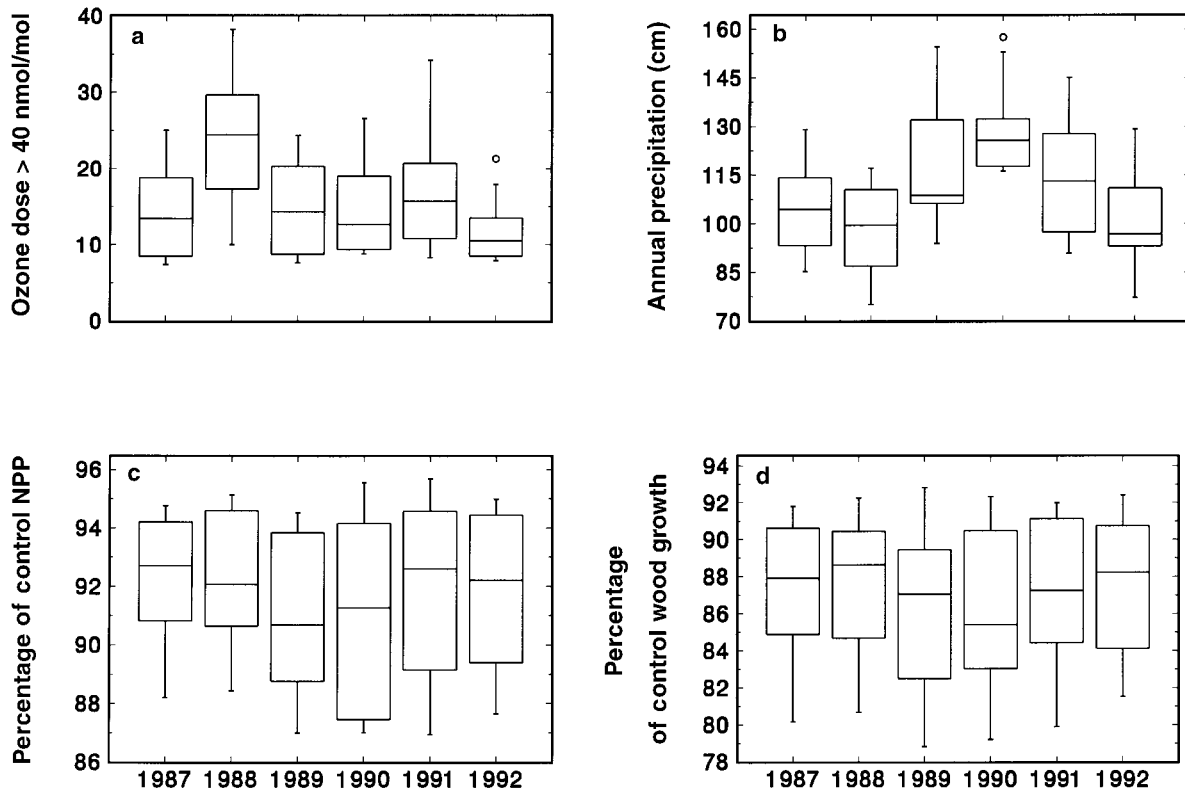 a
Ozone dose > 40 nmol/mol
40
30
20
10
0
b
Annual precipitation (cm)
160
145
130
115
100
85
70
c
Percentage of control NPP
96
94
92
90
88
86
1987 1988 1989 1990 1991 1992
d
Percentage
of control wood growth
94
92
90
88
86
84
82
80
78
1987 1988 1989 1990 1991 1992